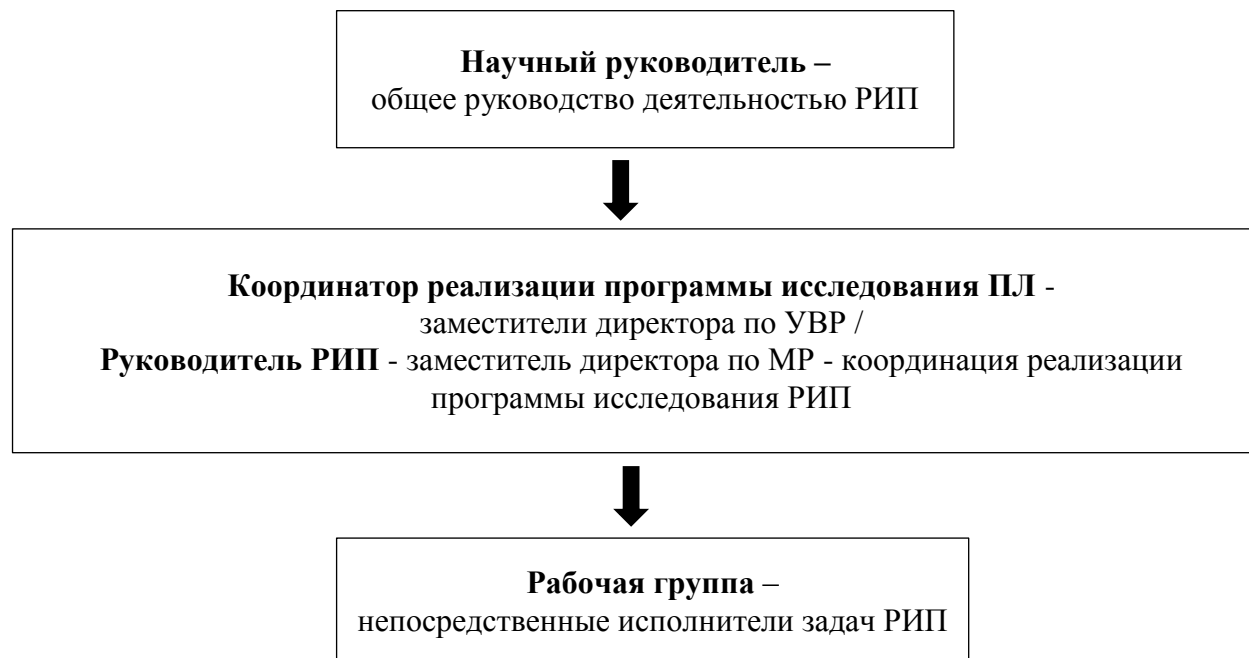 Научный руководитель –
общее руководство деятельностью РИП
Координатор реализации программы исследования ПЛ -
заместители директора по УВР /
Руководитель РИП - заместитель директора по МР - координация реализации
программы исследования РИП
Рабочая группа –
непосредственные исполнители задач РИП